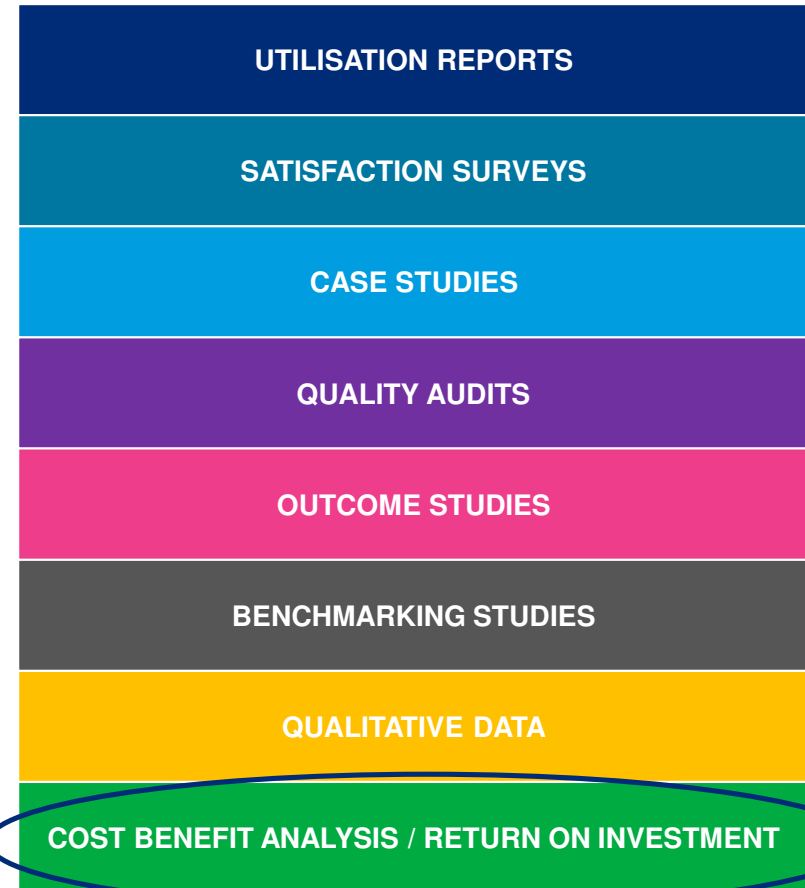 UTILISATION REPORTS
SATISFACTION SURVEYS
CASE STUDIES
QUALITY AUDITS
OUTCOME STUDIES
BENCHMARKING STUDIES
QUALITATIVE DATA
COST BENEFIT ANALYSIS / RETURN ON INVESTMENT